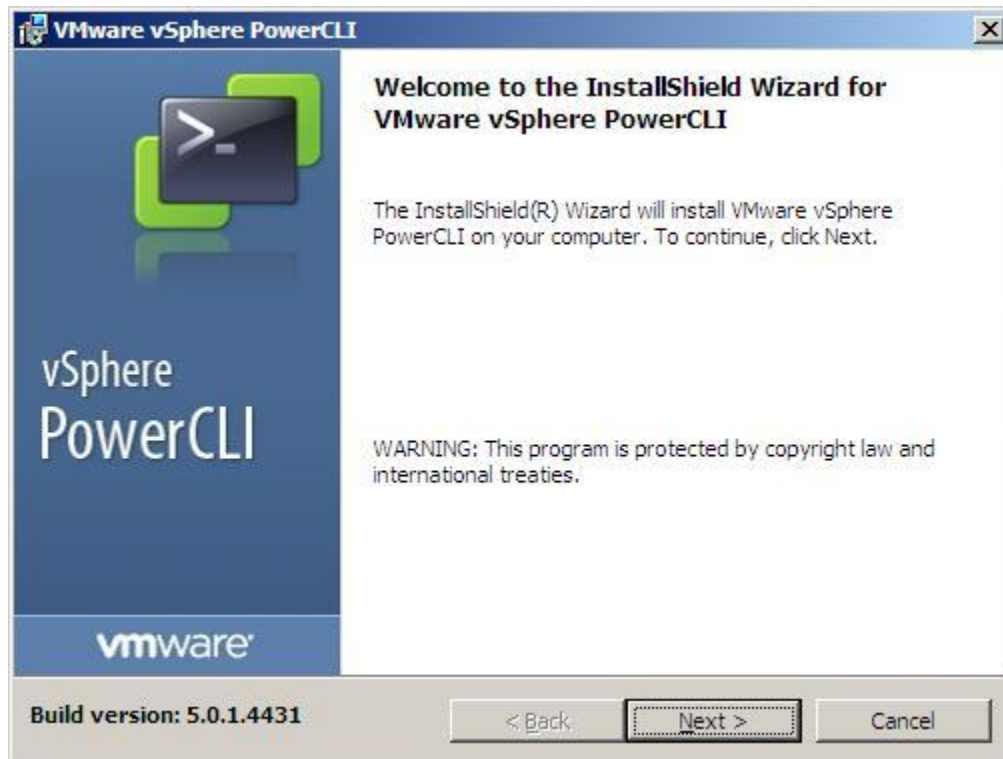 VMware vSphere PowerCLI
Welcome to the InstallShield Wizard for
VMware vSphere PowerCLI
The InstallShield(R) Wizard will install VMware vSphere
PowerCLI on your computer. To continue, click Next.
vSphere
PowerCLI
WARNING: This program is protected by copyright law and
international treaties.
vmware
Build version: 5.0.1.4431
< Back
Next >
Cancel